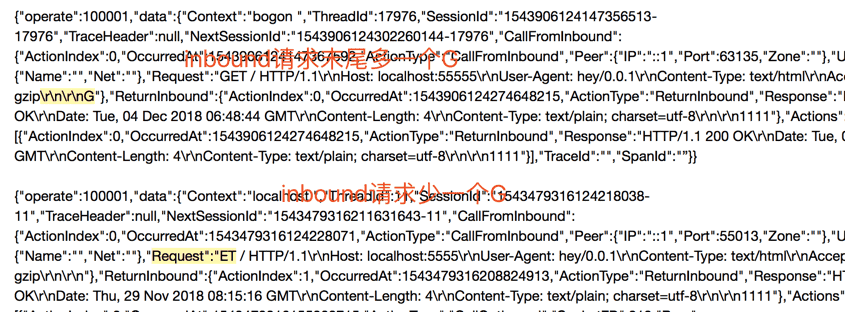 {"operate":100001,"data":{"Context":"bogon ","ThreadId":17976,"SessionId":"1543906124147356513-
17976","TraceHeader":null,"NextSessionId":"1543906124302260144-17976","CallFromInbound":
{"ActionIndex":0,"OccurredAt":1543906124147367592,"ActionType":"CallFromInbound","Peer":{"IP":"::1","Port":63135,"Zone":""},"U
inbound请求末尾多一个G
{"Name":"","Net":""},"Request":"GET / HTTP/1.1\r\nHost: localhost:55555\r\nUser-Agent: hey/0.0.1\r\nContent-Type: text/html\r\nAcc
gzip\r\n\r\nG"},"ReturnInbound":{"ActionIndex":0,"OccurredAt":1543906124274648215,"ActionType":"ReturnInbound","Response":"
OK\r\nDate: Tue, 04 Dec 2018 06:48:44 GMT\r\nContent-Length: 4\r\nContent-Type: text/plain; charset=utf-8\r\n\r\n1111"},"Actions"
[{"ActionIndex":0,"OccurredAt":1543906124274648215,"ActionType":"ReturnInbound","Response":"HTTP/1.1 200 OK\r\nDate: Tue, 0
GMT\r\nContent-Length: 4\r\nContent-Type: text/plain; charset=utf-8\r\n\r\n1111"}],"TraceId":"","SpanId":""}}
{"operate":100001,"data":{"Context":"localhost","ThreadId":11,"SessionId":"1543479316124218038-
inbound请求少一个G
11","TraceHeader":null,"NextSessionId":"1543479316211631643-11","CallFromInbound":
{"ActionIndex":0,"OccurredAt":1543479316124228071,"ActionType":"CallFromInbound","Peer":{"IP":"::1","Port":55013,"Zone":""},"U
{"Name":"","Net":""},"Request":"ET / HTTP/1.1\r\nHost: localhost:5555\r\nUser-Agent: hey/0.0.1\r\nContent-Type: text/html\r\nAccep
gzip\r\n\r\n"},"ReturnInbound":{"ActionIndex":1,"OccurredAt":1543479316208824913,"ActionType":"ReturnInbound","Response":"HT
OK\r\nDate: Thu, 29 Nov 2018 08:15:16 GMT\r\nContent-Length: 4\r\nContent-Type: text/plain; charset=utf-8\r\n\r\n1111"},"Actions"